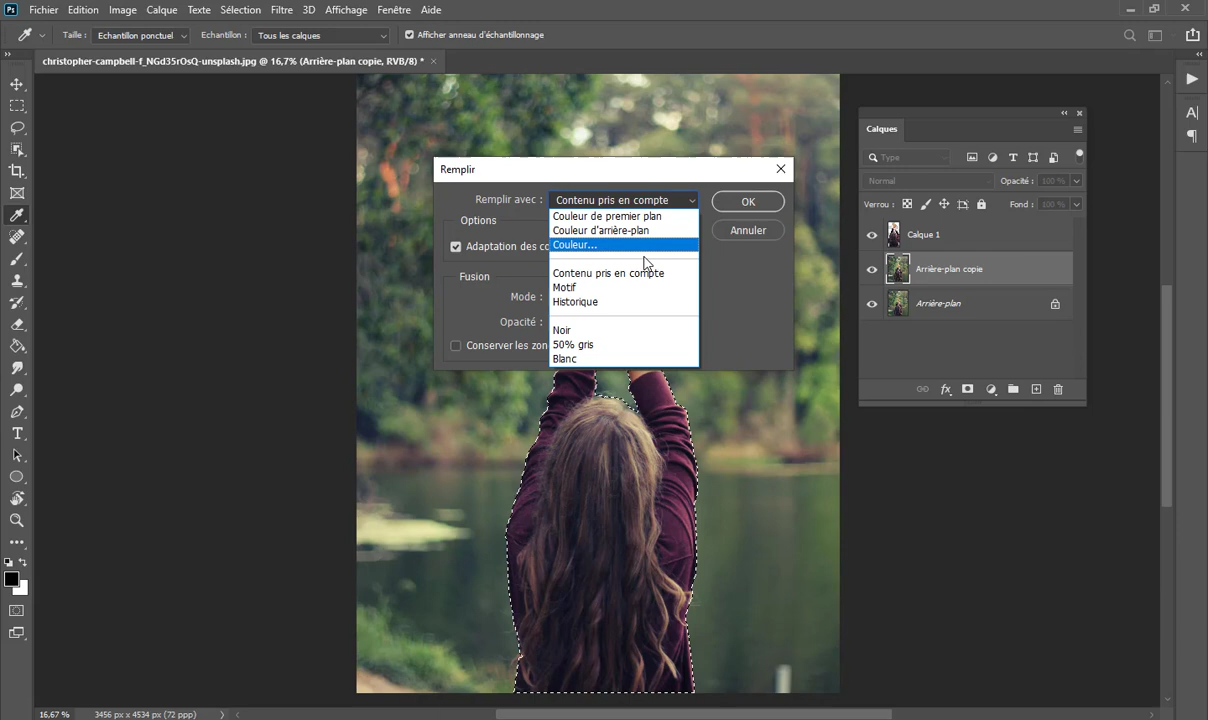 Ps Fichier Edition Image Calque Texte Sélection Filtre 3D Affichage Fenêtre Aide
Taille : Echantillon ponctuel Echantillon : Tous les calques Afficher anneau d'échantillonnage
christopher-campbell-f_NGd35rOsQ-unsplash.jpg @ 16,7% (Arrière-plan copie, RVB/8) *
Calques
Type
Normal Opacité : 100 %
Verrou : Fond : 100 %
Calque 1
Arrière-plan copie
Arrière-plan
Remplir
Remplir avec : Contenu pris en compte OK
Couleur de premier plan
Options
Couleur d'arrière-plan Annuler
Adaptation des co
Couleur...
Fusion
Contenu pris en compte
Motif
Mode :
Historique
Opacité :
Noir
Conserver les zon
50% gris
Blanc
16,67 % 3456 px x 4534 px (72 ppp)